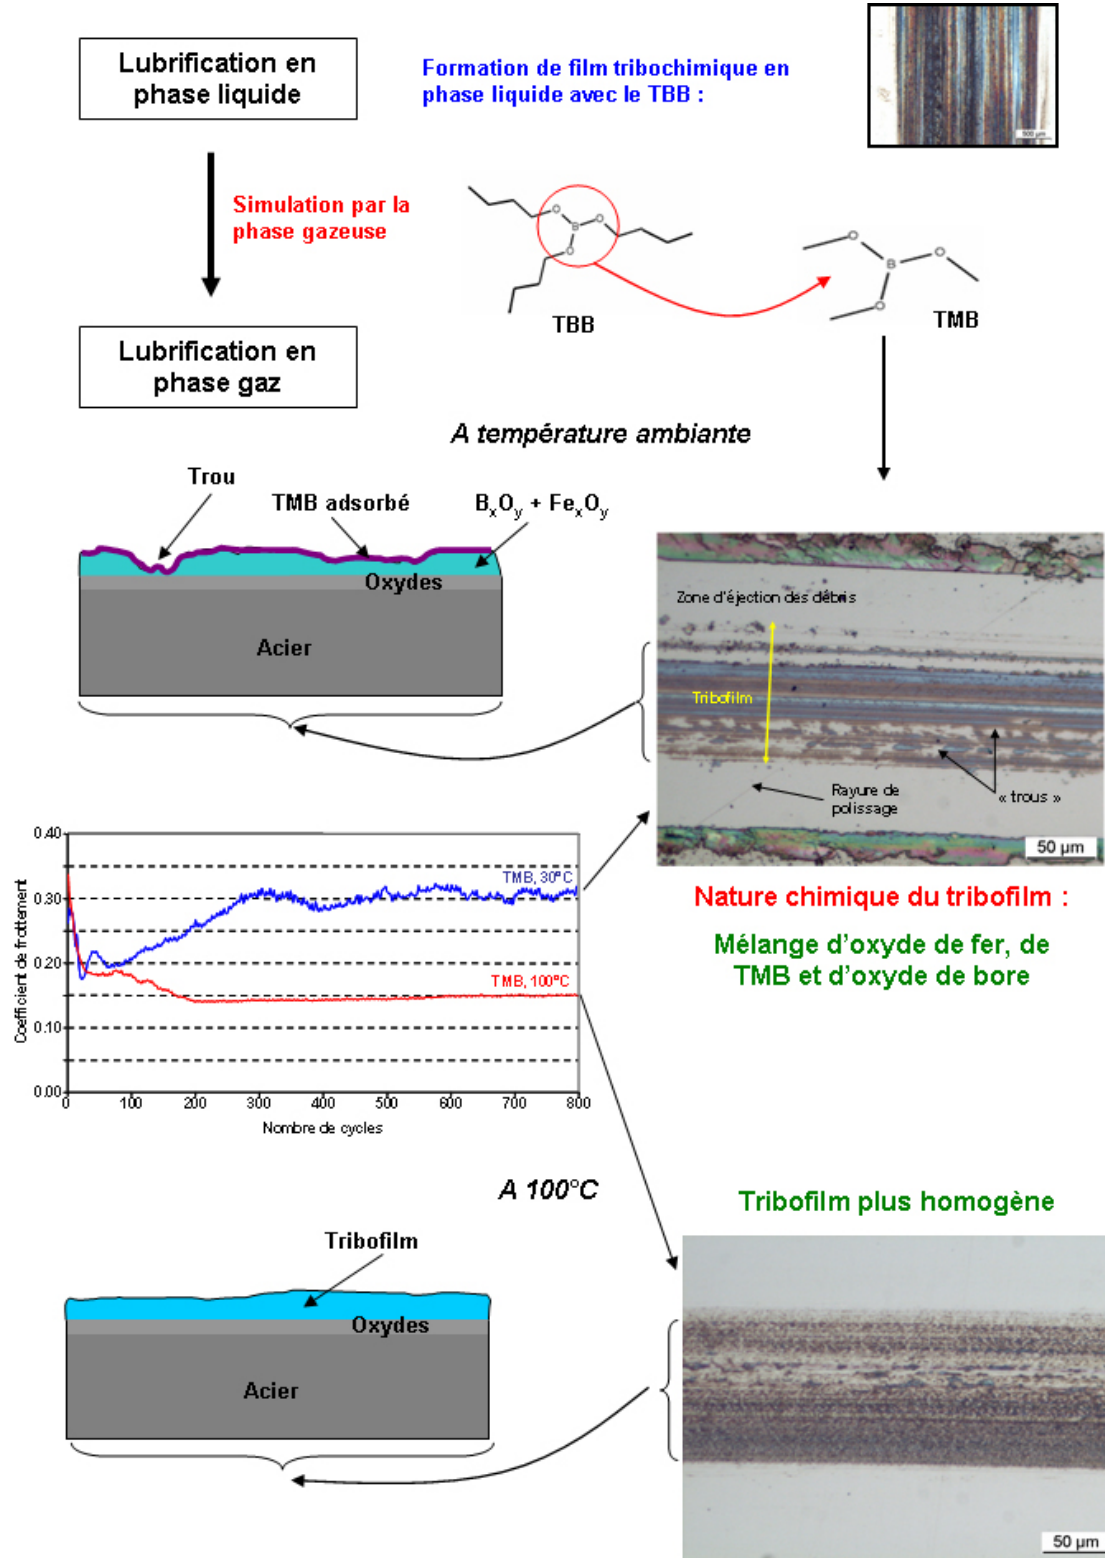 Lubrification en
phase liquide
Formation de film tribochimique en
phase liquide avec le TBB :
500 µm
Simulation par la
phase gazeuse
O
B
O
O
TBB
O
B
O
O
TMB
Lubrification en
phase gaz
A température ambiante
Trou
TMB adsorbé
BxOy + FexOy
Oxydes
Acier
Zone d'éjection des débris
Tribofilm
Rayure de
polissage
« trous »
50 µm
Coefficient de frottement
0.40
0.30
0.20
0.10
0.00
TMB, 30°C
TMB, 100°C
0
100
200
300
400
500
600
700
800
Nombre de cycles
Nature chimique du tribofilm :
Mélange d'oxyde de fer, de
TMB et d'oxyde de bore
A 100°C
Tribofilm plus homogène
Tribofilm
Oxydes
Acier
50 µm